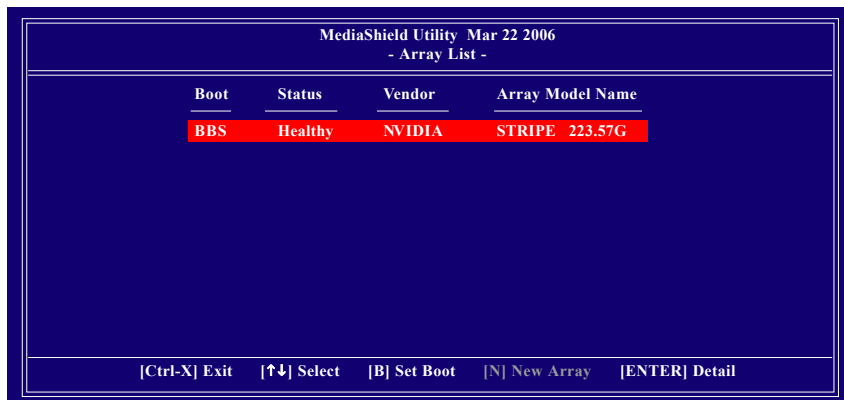 MediaShield Utility Mar 22 2006
- Array List -
Boot Status Vendor Array Model Name
BBS Healthy NVIDIA STRIPE 223.57G
[Ctrl-X] Exit [↑↓] Select [B] Set Boot [N] New Array [ENTER] Detail